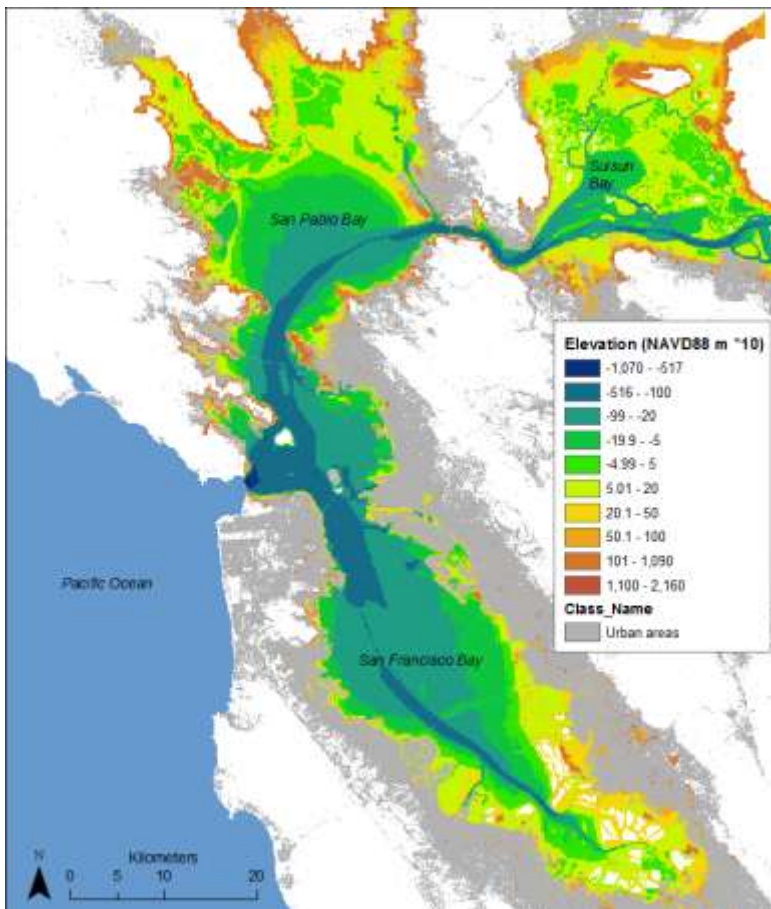 Suisun
Bay
San Pablo Bay
Elevation (NAVD88 m *10)
-1,070 - -517
-516 - -100
-99 - -20
-19.9 - -5
-4.99 - 5
5.01 - 20
20.1 - 50
50.1 - 100
101 - 1,090
1,100 - 2,160
Class_Name
Urban areas
Pacific Ocean
San Francisco Bay
N
Kilometers
0 5 10 20